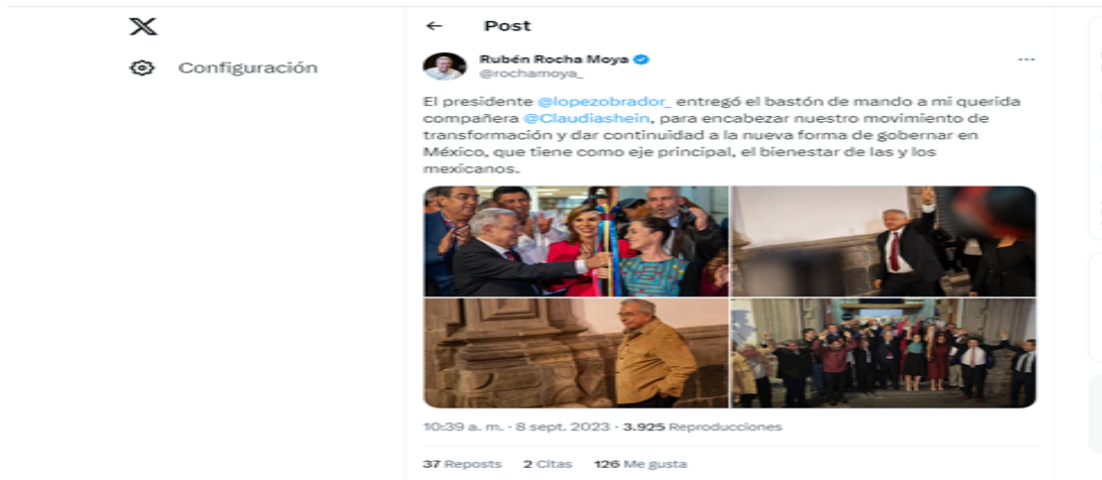 Post
Configuración
Rubén Rocha Moya
@rochamoya_
El presidente @lopezobrador_ entregó el bastón de mando a mi querida
compañera @Claudiashein, para encabezar nuestro movimiento de
transformación y dar continuidad a la nueva forma de gobernar en
México, que tiene como eje principal, el bienestar de las y los
mexicanos.
10:39 a. m. · 8 sept. 2023 · 3.925 Reproducciones
37 Reposts 2 Citas 126 Me gusta